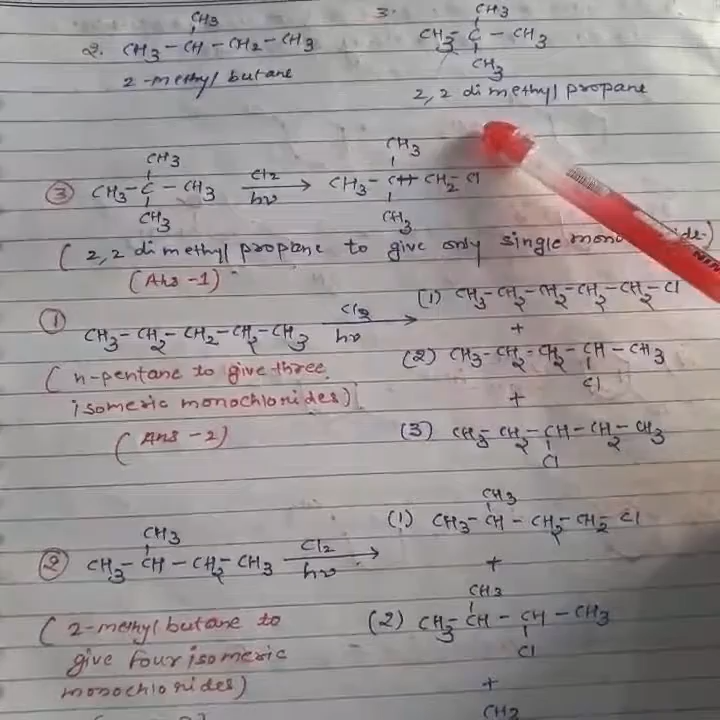 CH3 3.
2. CH3 - CH - CH2 - CH3
2-methyl butane
CH3
CH3 - C - CH3
CH3
2,2 dimethyl propane
CH3
③ CH3 - C - CH3 Cl2 hν → CH3 - C - CH2 - Cl
CH3
CH3
CH3
( 2,2 dimethyl propane to give only single mono ide.)
(Ans -1)
① CH3 - CH2 - CH2 - CH2 - CH3 Cl2 hν →
(1) CH3 - CH2 - CH2 - CH2 - CH2 - Cl
+
(2) CH3 - CH2 - CH2 - CH - CH3
Cl
+
(3) CH3 - CH2 - CH - CH2 - CH3
Cl
( n-pentane to give three
isomeric monochlorides)
( Ans -2)
CH3
② CH3 - CH - CH2 - CH3 Cl2 hν →
CH3
(1) CH3 - CH - CH2 - CH2 - Cl
+
CH3
(2) CH3 - CH - CH - CH3
Cl
+
CH3
( 2-methyl butane to
give four isomeric
monochlorides)